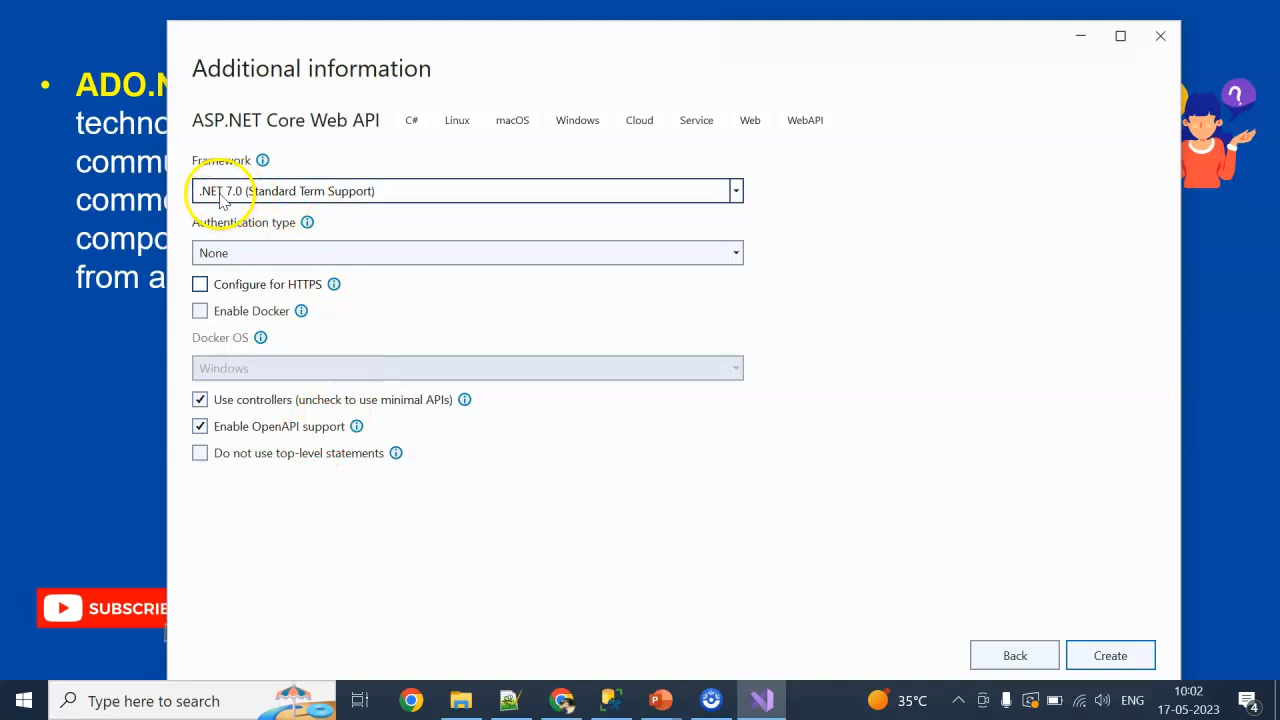 ADO.N
techno
commu
comme
compo
from a
SUBSCRIBE
Additional information
ASP.NET Core Web API C# Linux macOS Windows Cloud Service Web WebAPI
Framework
.NET 7.0 (Standard Term Support)
Authentication type
None
Configure for HTTPS
Enable Docker
Docker OS
Windows
Use controllers (uncheck to use minimal APIs)
Enable OpenAPI support
Do not use top-level statements
Back Create
Type here to search
35°C
ENG
10:02
17-05-2023
4